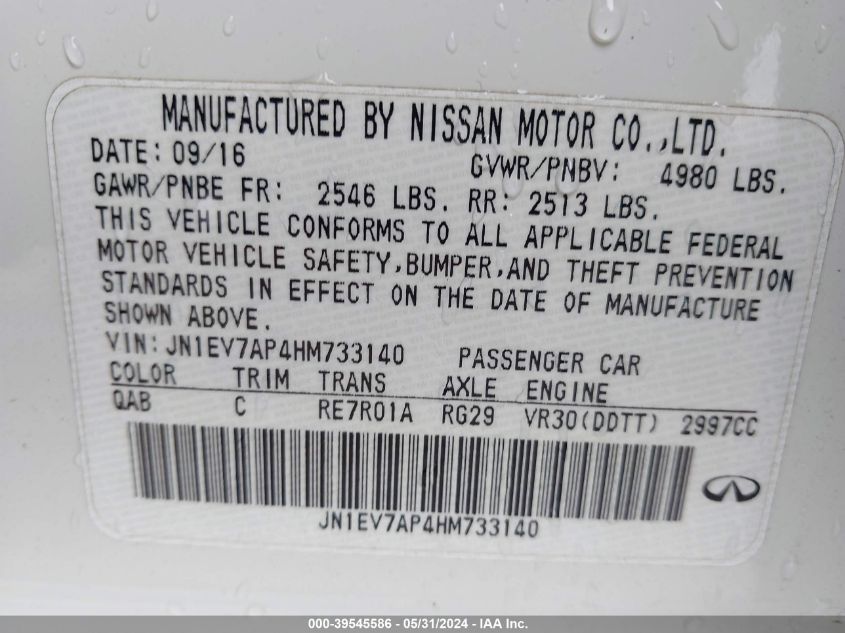 MANUFACTURED BY NISSAN MOTOR CO.,LTD.
DATE: 09/16 GVWR/PNBV: 4980 LBS.
GAWR/PNBE FR: 2546 LBS. RR: 2513 LBS.
THIS VEHICLE CONFORMS TO ALL APPLICABLE FEDERAL
MOTOR VEHICLE SAFETY,BUMPER,AND THEFT PREVENTION
STANDARDS IN EFFECT ON THE DATE OF MANUFACTURE
SHOWN ABOVE.
VIN: JN1EV7AP4HM733140 PASSENGER CAR
COLOR TRIM TRANS AXLE ENGINE
QAB C RE7R01A RG29 VR30(DDTT) 2997CC
JN1EV7AP4HM733140
000-39545586 / 05/31/2024 - IAA Inc.